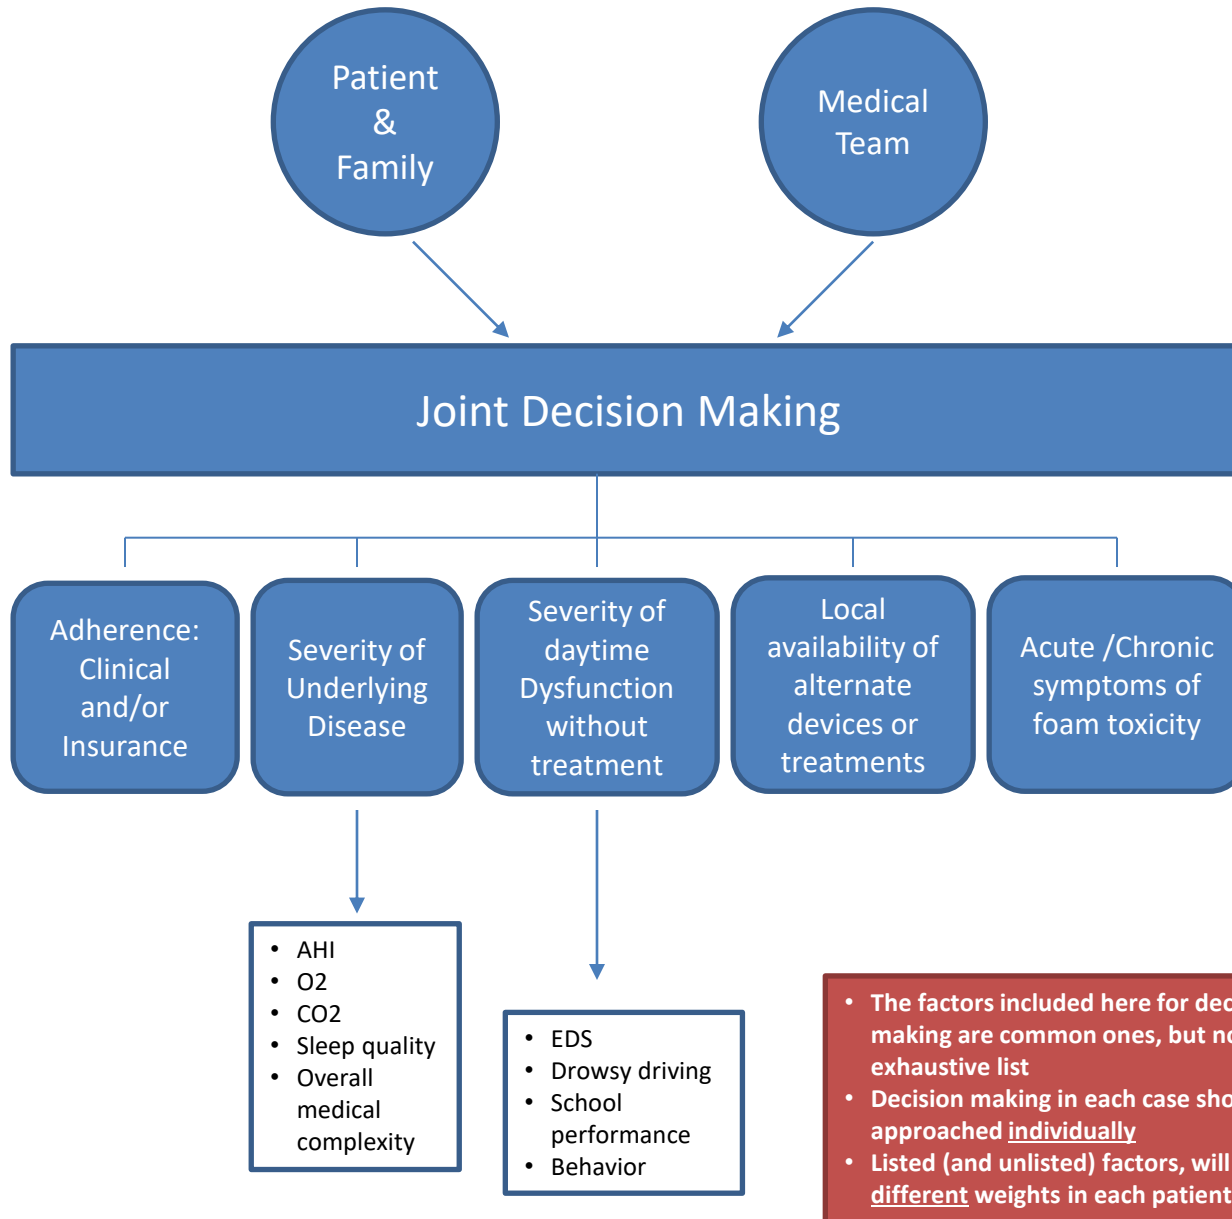 Patient
&
Family
Medical
Team
Joint Decision Making
Adherence:
Clinical
and/or
Insurance
Severity of
Underlying
Disease
Severity of
daytime
Dysfunction
without
treatment
Local
availability of
alternate
devices or
treatments
Acute /Chronic
symptoms of
foam toxicity
• AHI
• O2
• CO2
• Sleep quality
• Overall
medical
complexity
• EDS
• Drowsy driving
• School
performance
• Behavior
• The factors included here for
making are common ones, but
exhaustive list
• Decision making in each case
approached individually
• Listed (and unlisted) factors, will
different weights in each patient